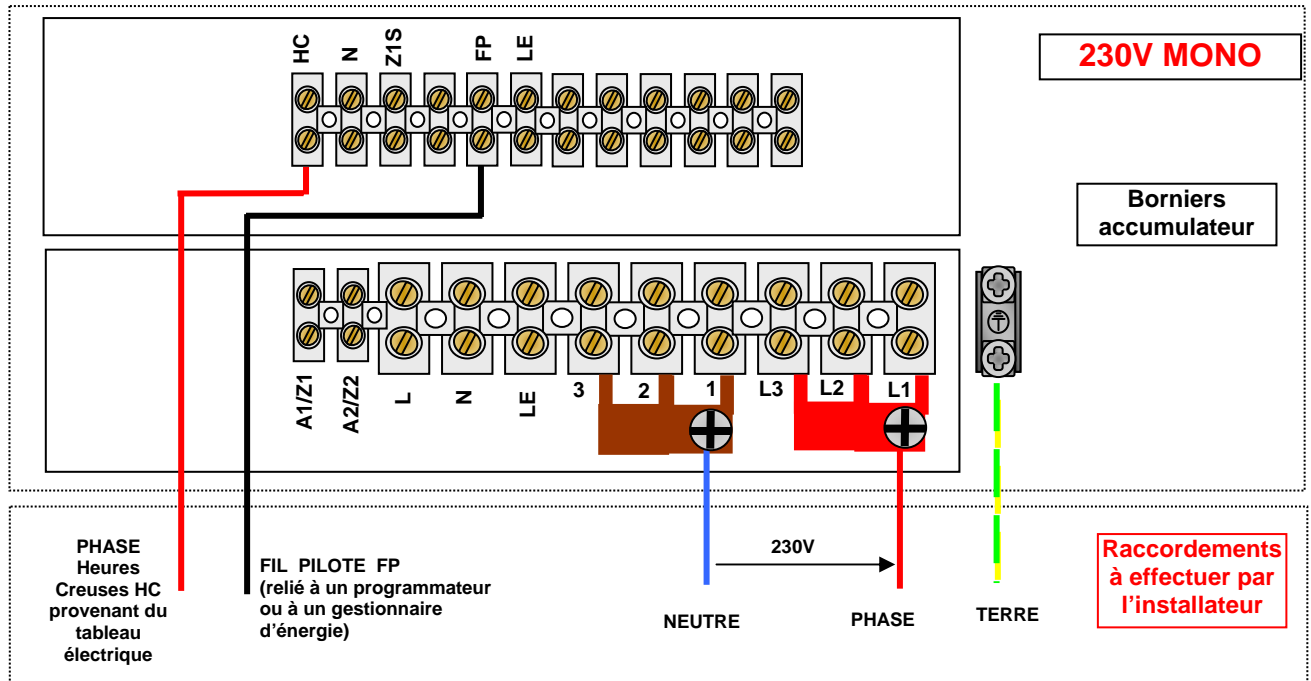 HC
N
Z1S
FP
LE
230V MONO
Borniers
accumulateur
A1/Z1
A2/Z2
L
N
LE
3
2
1
L3
L2
L1
PHASE
Heures
Creuses HC
provenant du
tableau
électrique
FIL PILOTE FP
(relié à un programmateur
ou à un gestionnaire
d’énergie)
230V
NEUTRE
PHASE
TERRE
Raccordements
à effectuer par
l’installateur